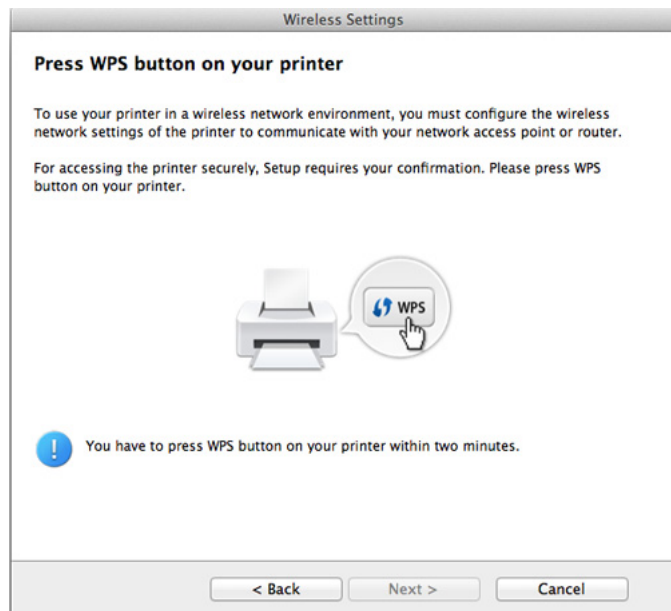 Wireless Settings
Press WPS button on your printer
To use your printer in a wireless network environment, you must configure the wireless
network settings of the printer to communicate with your network access point or router.
For accessing the printer securely, Setup requires your confirmation. Please press WPS
button on your printer.
WPS
You have to press WPS button on your printer within two minutes.
< Back Next > Cancel